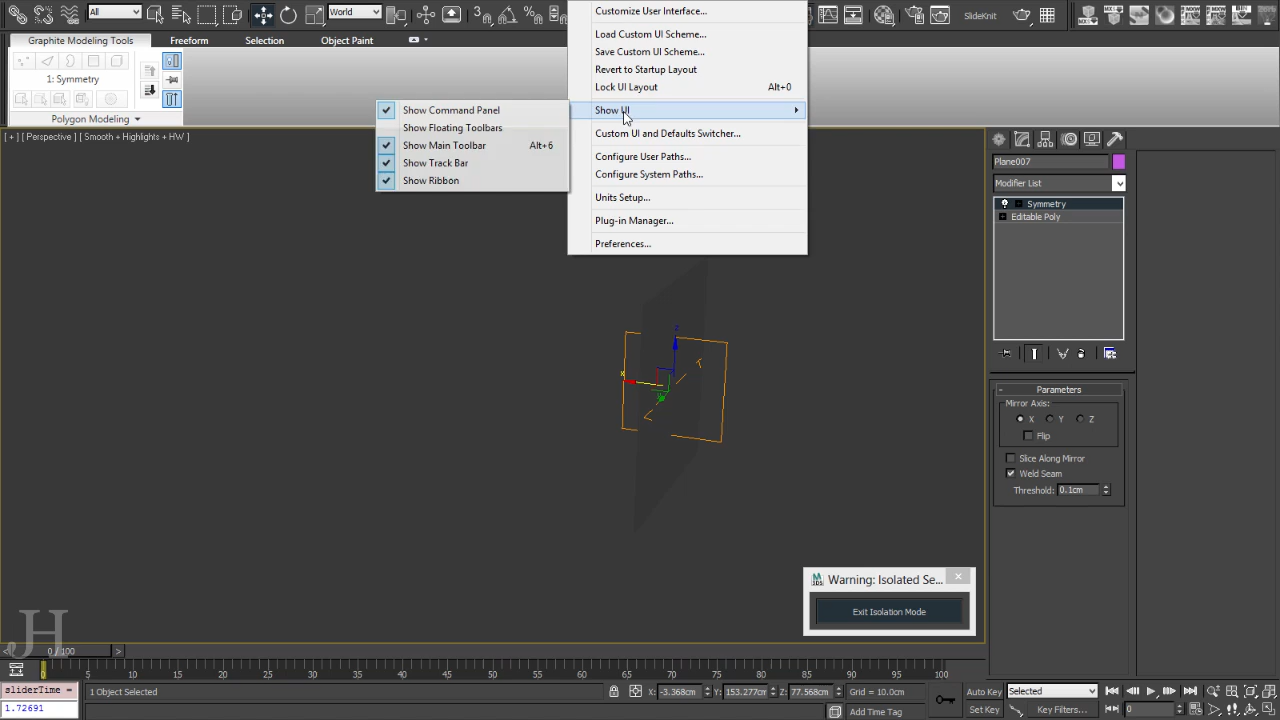 All
World
SlideKnit
Graphite Modeling Tools
Freeform
Selection
Object Paint
1: Symmetry
Polygon Modeling
[ + ] [ Perspective ] [ Smooth + Highlights + HW ]
Customize User Interface...
Load Custom UI Scheme...
Save Custom UI Scheme...
Revert to Startup Layout
Lock UI Layout Alt+0
Show UI
Custom UI and Defaults Switcher...
Configure User Paths...
Configure System Paths...
Units Setup...
Plug-in Manager...
Preferences...
Show Command Panel
Show Floating Toolbars
Show Main Toolbar Alt+6
Show Track Bar
Show Ribbon
Plane007
Modifier List
Symmetry
Editable Poly
Parameters
Mirror Axis:
X Y Z
Flip
Slice Along Mirror
Weld Seam
Threshold: 0.1cm
z
x
Warning: Isolated Se...
Exit Isolation Mode
JH
0 / 100
0 5 10 15 20 25 30 35 40 45 50 55 60 65 70 75 80 85 90 95 100
sliderTime =
1.72691
1 Object Selected
X: -3.368cm Y: 153.277cm Z: 77.568cm Grid = 10.0cm
Add Time Tag
Auto Key Selected
Set Key Key Filters...
0